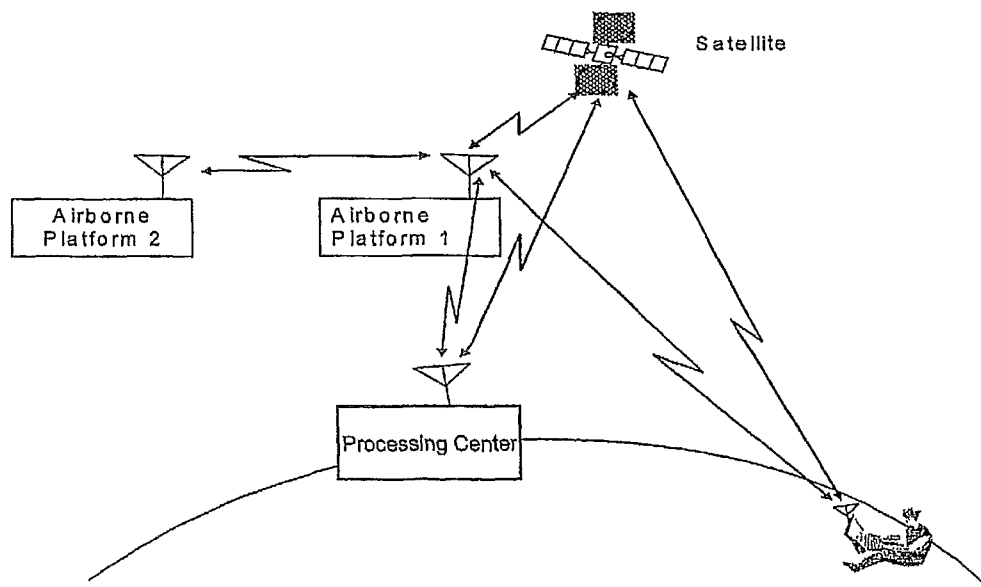 Satellite
Airborne
Platform 2
Airborne
Platform 1
Processing Center